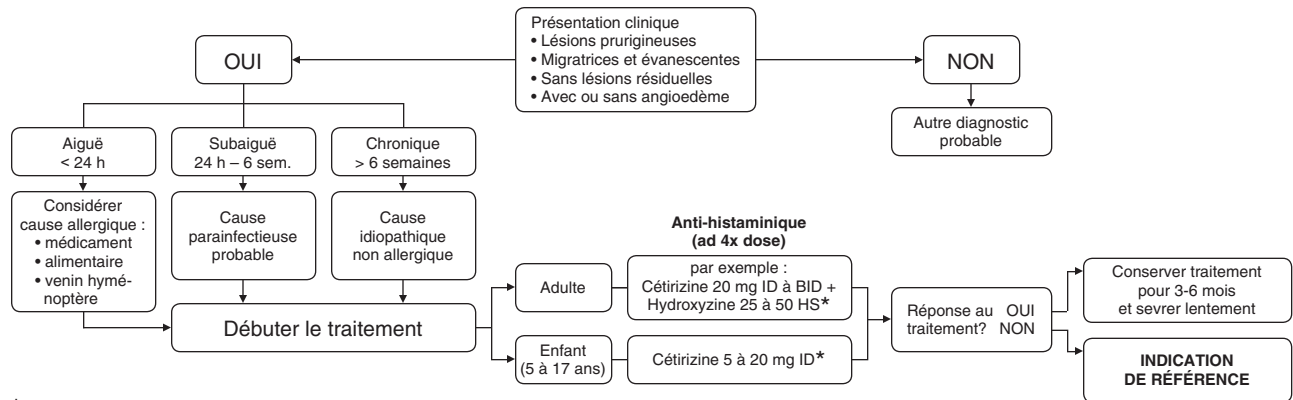 Présentation clinique
• Lésions prurigineuses
• Migratrices et évanescentes
• Sans lésions résiduelles
• Avec ou sans angioedème
OUI
NON
Autre diagnostic
probable
Aiguë
< 24 h
Subaiguë
24 h – 6 sem.
Chronique
> 6 semaines
Considérer
cause allergique :
• médicament
• alimentaire
• venin hymé-
noptère
Cause
parainfectieuse
probable
Cause
idiopathique
non allergique
Débuter le traitement
Adulte
Enfant
(5 à 17 ans)
Anti-histaminique
(ad 4x dose)
par exemple :
Cétirizine 20 mg ID à BID +
Hydroxyzine 25 à 50 HS*
Cétirizine 5 à 20 mg ID*
Réponse au OUI
traitement? NON
Conserver traitement
pour 3-6 mois
et sevrer lentement
INDICATION
DE RÉFÉRENCE